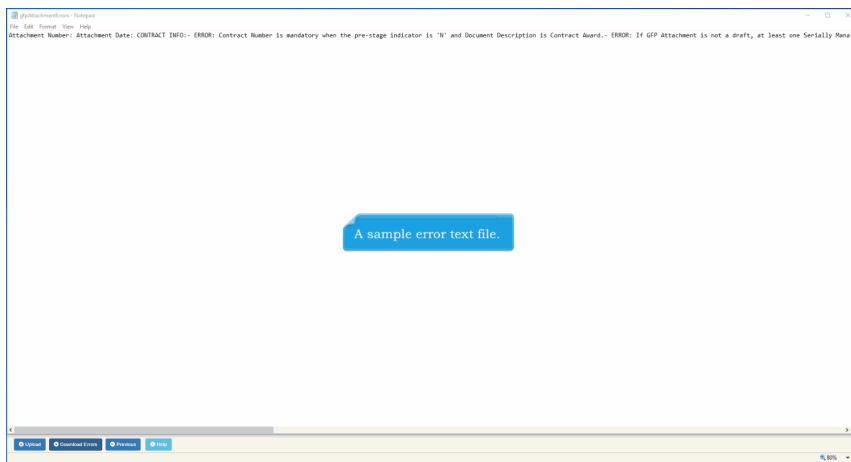 gfpAttachmentErrors - Notepad
File Edit Format View Help
Attachment Number: Attachment Date: CONTRACT INFO:- ERROR: Contract Number is mandatory when the pre-stage indicator is 'N' and Document Description is Contract Award.- ERROR: If GFP Attachment is not a draft, at least one Serially Mana
A sample error text file.
Upload Download Errors Previous Help
80%